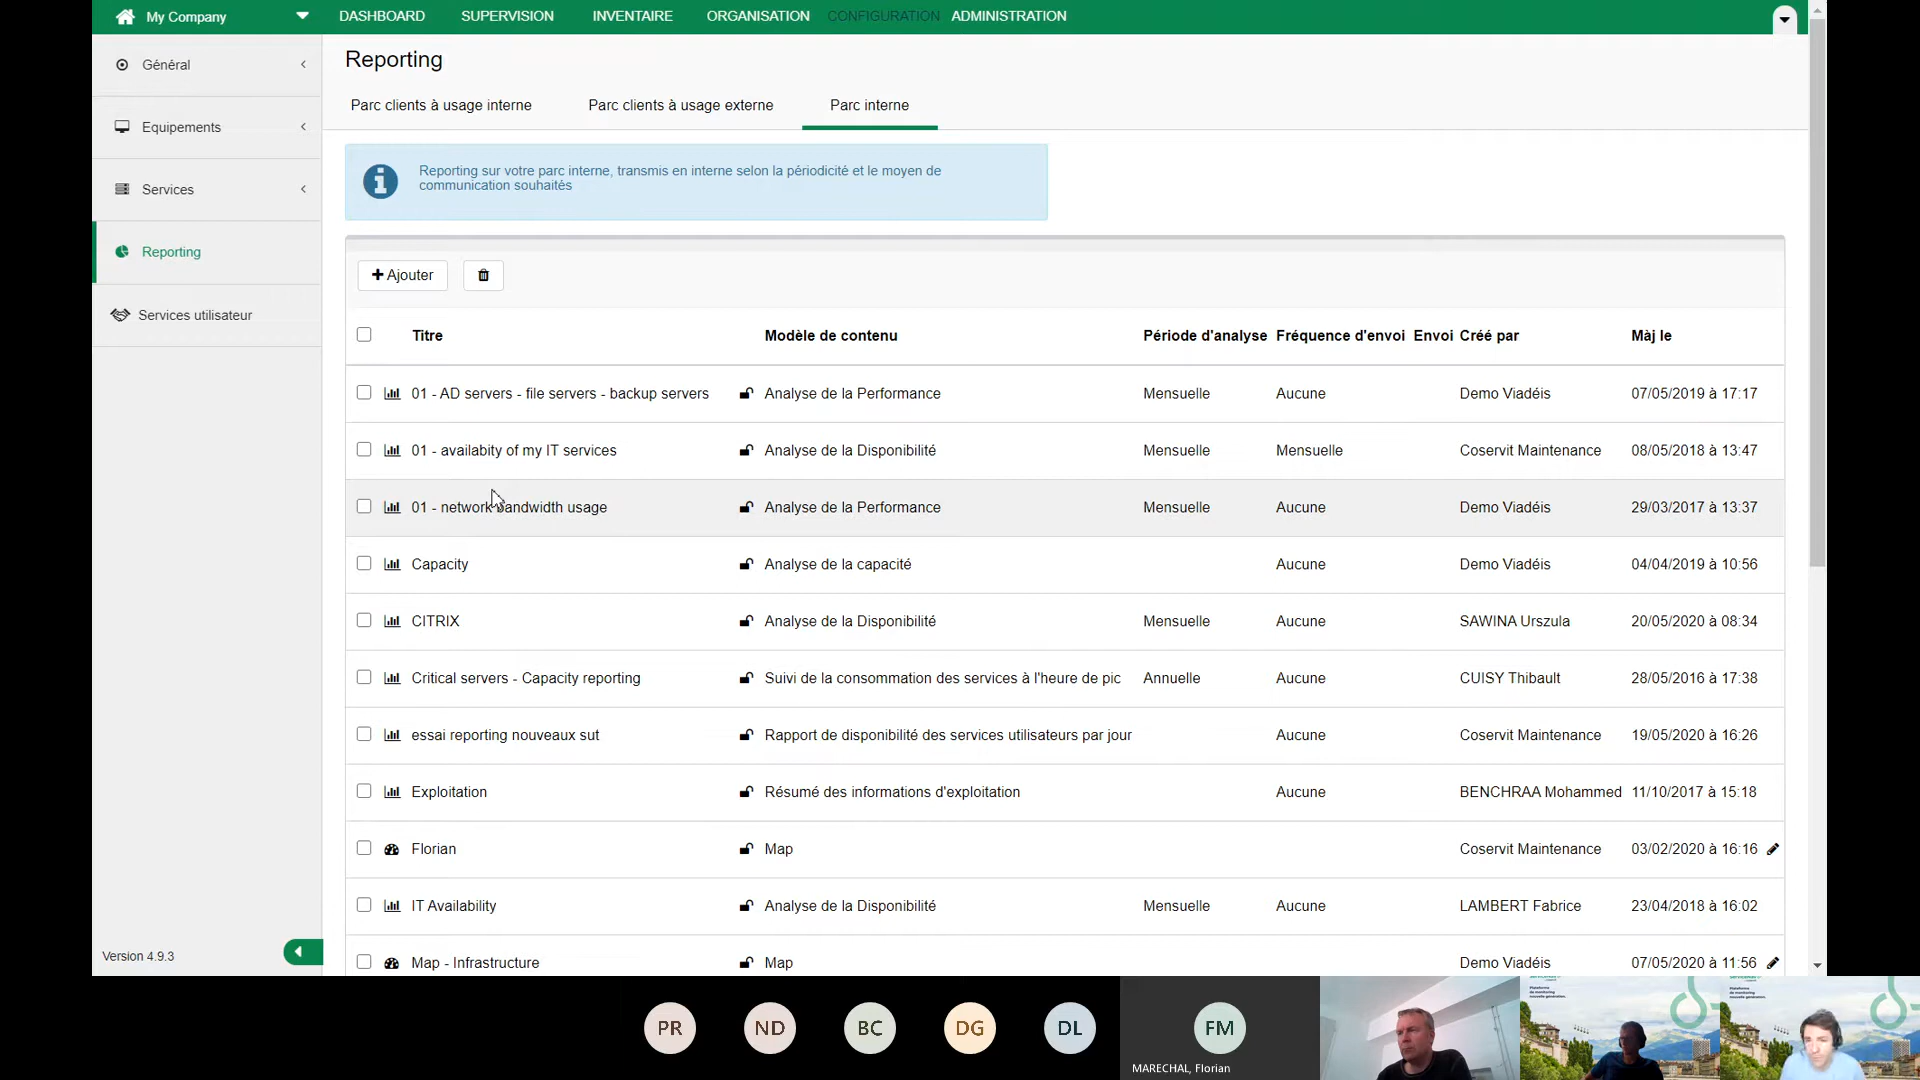 My Company
DASHBOARD SUPERVISION INVENTAIRE ORGANISATION CONFIGURATION ADMINISTRATION
Général
Equipements
Services
Reporting
Services utilisateur
Version 4.9.3
Reporting
Parc clients à usage interne Parc clients à usage externe Parc interne
Reporting sur votre parc interne, transmis en interne selon la périodicité et le moyen de
communication souhaités
Ajouter
Titre Modèle de contenu Période d'analyse Fréquence d'envoi Envoi Créé par Màj le
01 - AD servers - file servers - backup servers Analyse de la Performance Mensuelle Aucune Demo Viadéis 07/05/2019 à 17:17
01 - availabity of my IT services Analyse de la Disponibilité Mensuelle Mensuelle Coservit Maintenance 08/05/2018 à 13:47
01 - network bandwidth usage Analyse de la Performance Mensuelle Aucune Demo Viadéis 29/03/2017 à 13:37
Capacity Analyse de la capacité Aucune Demo Viadéis 04/04/2019 à 10:56
CITRIX Analyse de la Disponibilité Mensuelle Aucune SAWINA Urszula 20/05/2020 à 08:34
Critical servers - Capacity reporting Suivi de la consommation des services à l'heure de pic Annuelle Aucune CUISY Thibault 28/05/2016 à 17:38
essai reporting nouveaux sut Rapport de disponibilité des services utilisateurs par jour Aucune Coservit Maintenance 19/05/2020 à 16:26
Exploitation Résumé des informations d'exploitation Aucune BENCHRAA Mohammed 11/10/2017 à 15:18
Florian Map Coservit Maintenance 03/02/2020 à 16:16
IT Availability Analyse de la Disponibilité Mensuelle Aucune LAMBERT Fabrice 23/04/2018 à 16:02
Map - Infrastructure Map Demo Viadéis 07/05/2020 à 11:56
PR ND BC DG DL FM
MARECHAL, Florian
Plateforme
de monitoring
nouvelle génération.
Plateforme
de monitoring
nouvelle génération.